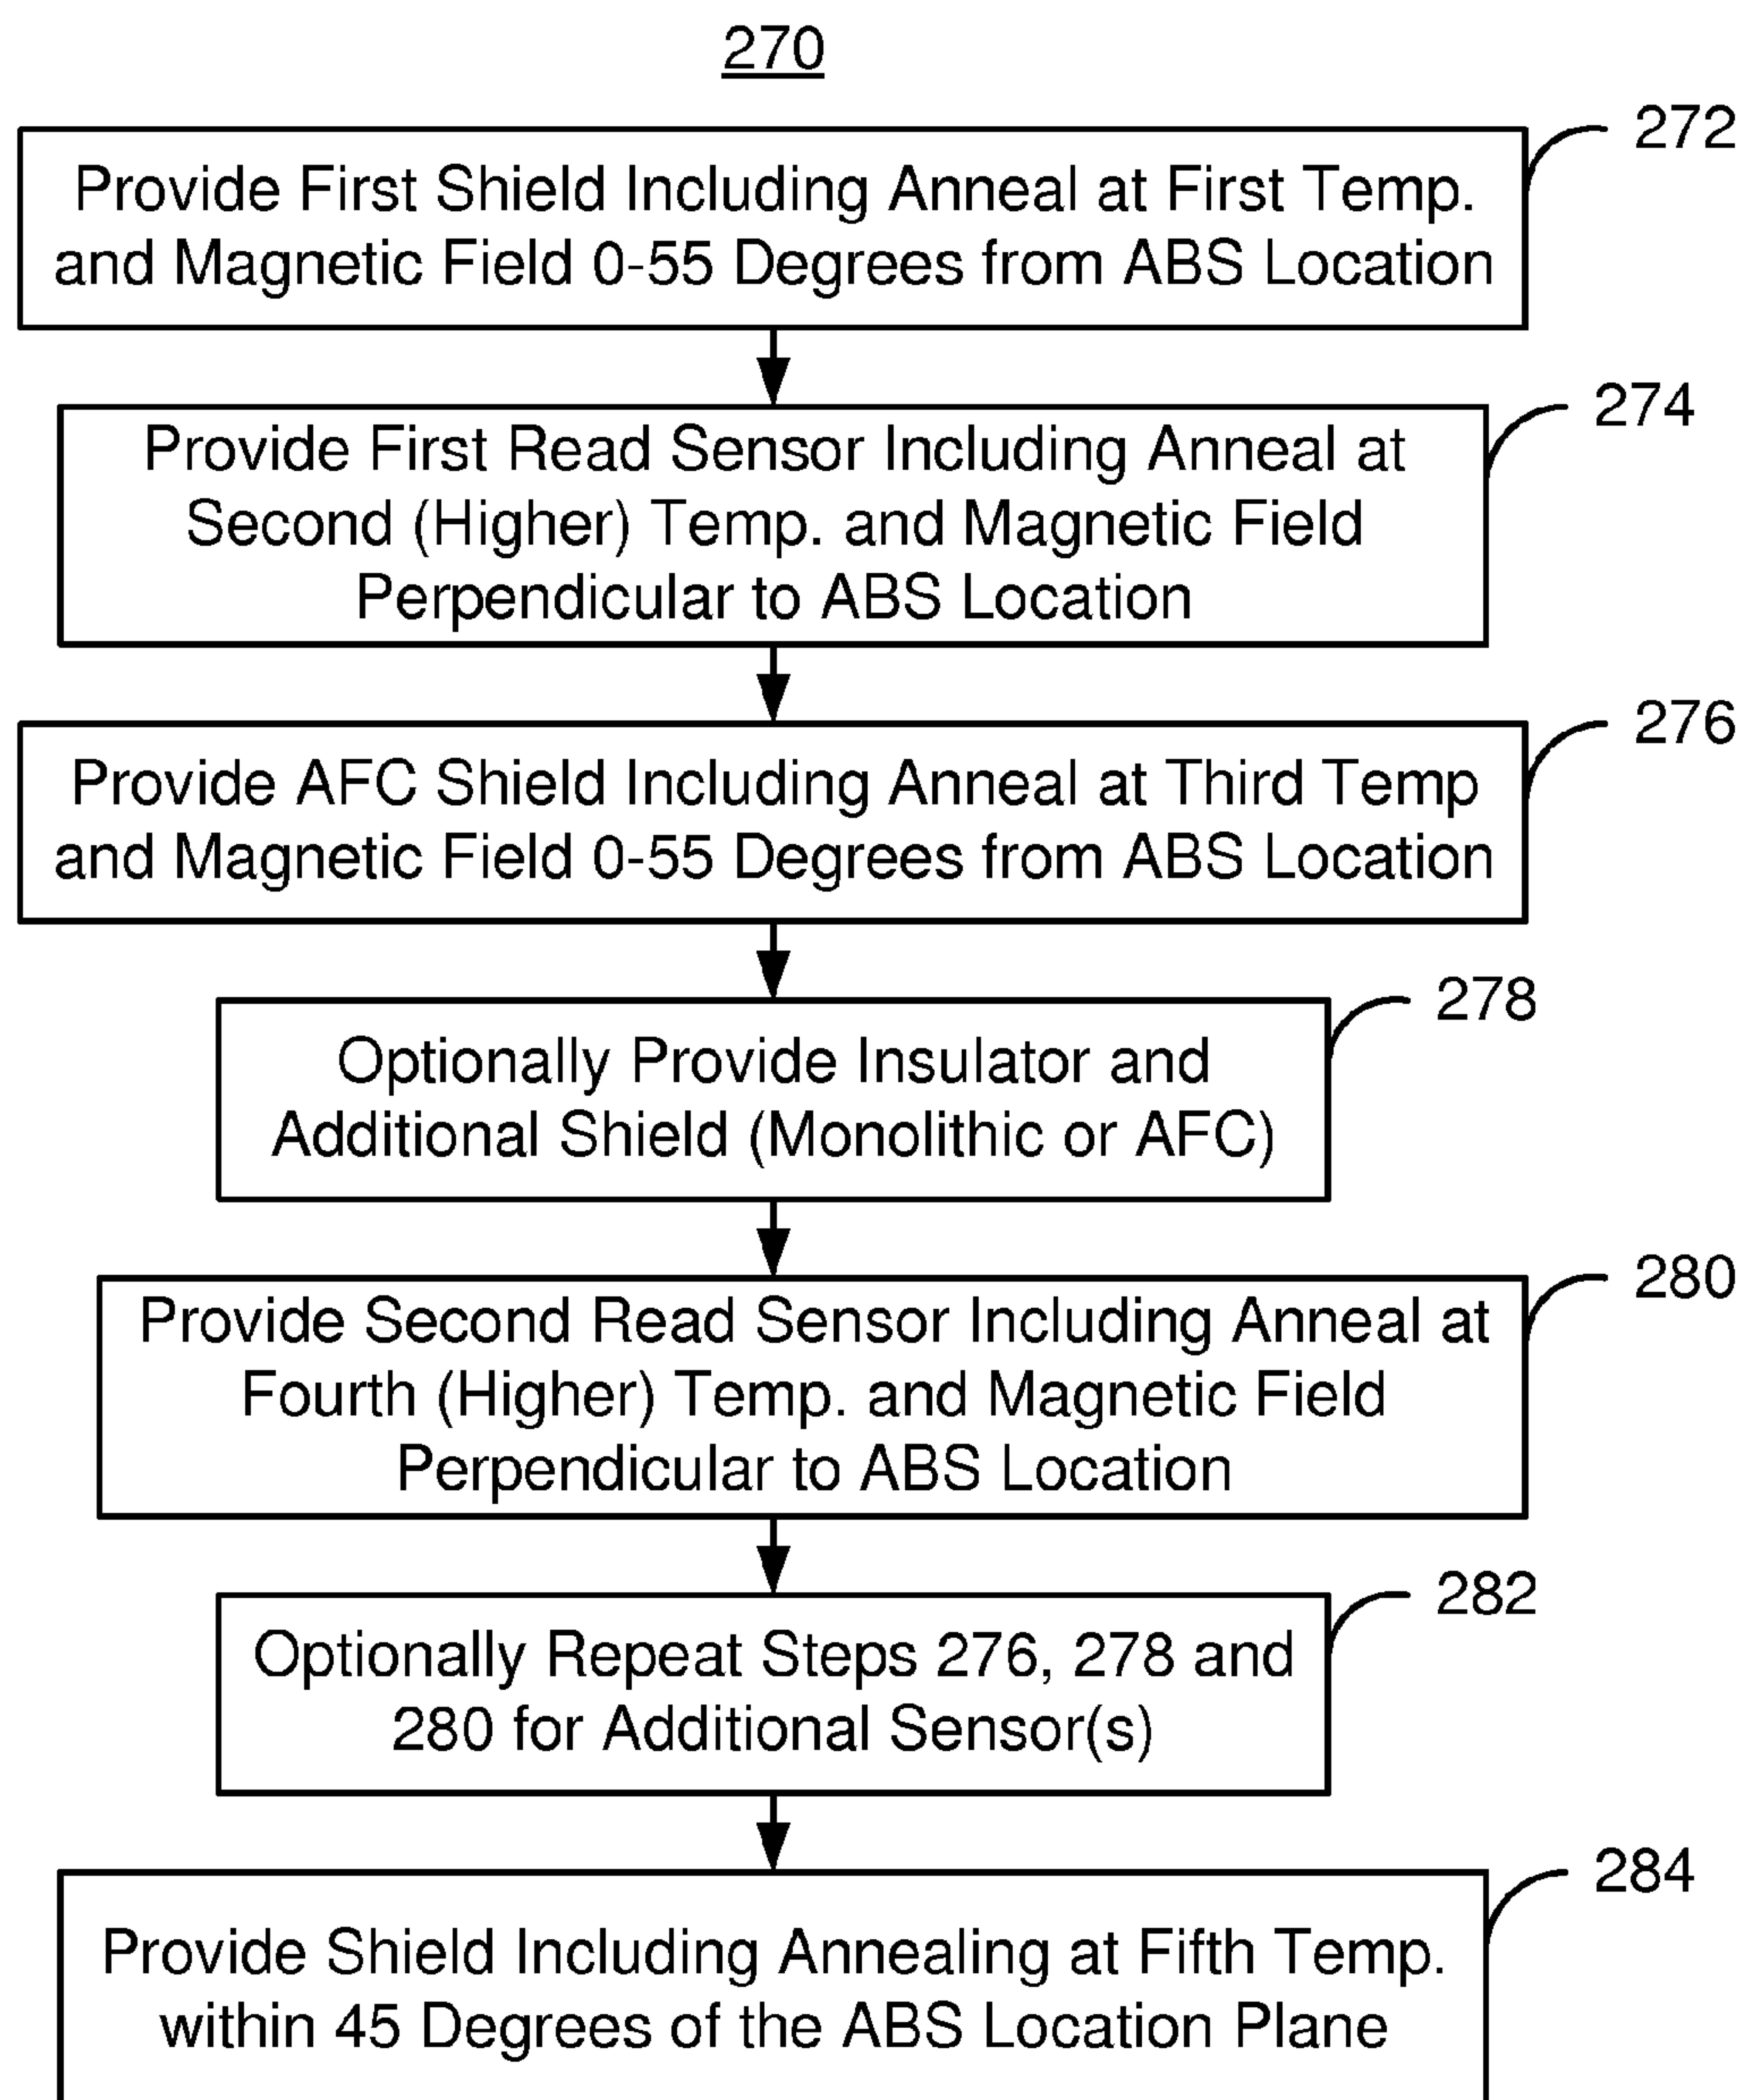 270
272
Provide First Shield Including Anneal at First Temp.
and Magnetic Field 0-55 Degrees from ABS Location
274
Provide First Read Sensor Including Anneal at
Second (Higher) Temp. and Magnetic Field
Perpendicular to ABS Location
276
Provide AFC Shield Including Anneal at Third Temp
and Magnetic Field 0-55 Degrees from ABS Location
278
Optionally Provide Insulator and
Additional Shield (Monolithic or AFC)
280
Provide Second Read Sensor Including Anneal at
Fourth (Higher) Temp. and Magnetic Field
Perpendicular to ABS Location
282
Optionally Repeat Steps 276, 278 and
280 for Additional Sensor(s)
284
Provide Shield Including Annealing at Fifth Temp.
within 45 Degrees of the ABS Location Plane